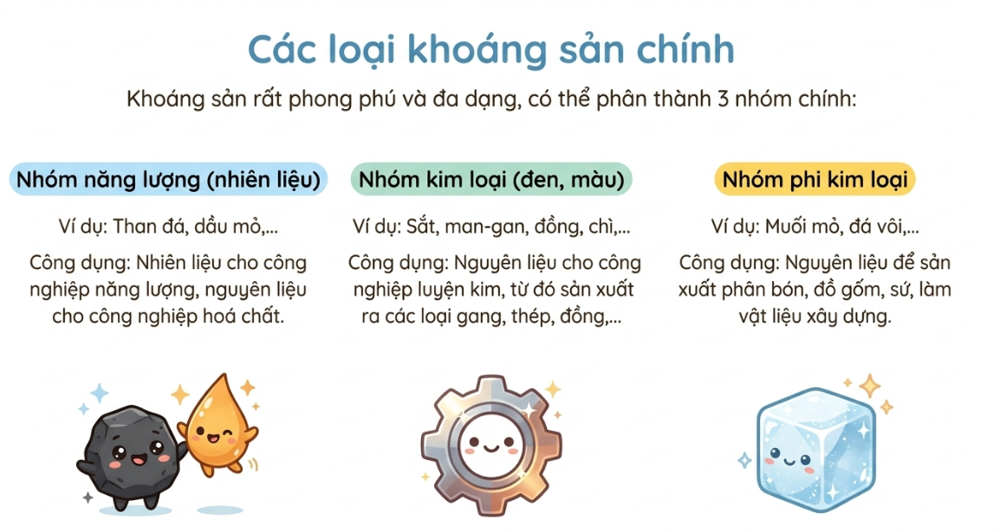 Các loại khoáng sản chính
Khoáng sản rất phong phú và đa dạng, có thể phân thành 3 nhóm chính:
Nhóm năng lượng (nhiên liệu)
Ví dụ: Than đá, dầu mỏ,...
Công dụng: Nhiên liệu cho công
nghiệp năng lượng, nguyên liệu
cho công nghiệp hoá chất.
Nhóm kim loại (đen, màu)
Ví dụ: Sắt, man-gan, đồng, chì,...
Công dụng: Nguyên liệu cho công
nghiệp luyện kim, từ đó sản xuất
ra các loại gang, thép, đồng,...
Nhóm phi kim loại
Ví dụ: Muối mỏ, đá vôi,...
Công dụng: Nguyên liệu để sản
xuất phân bón, đồ gốm, sứ, làm
vật liệu xây dựng.